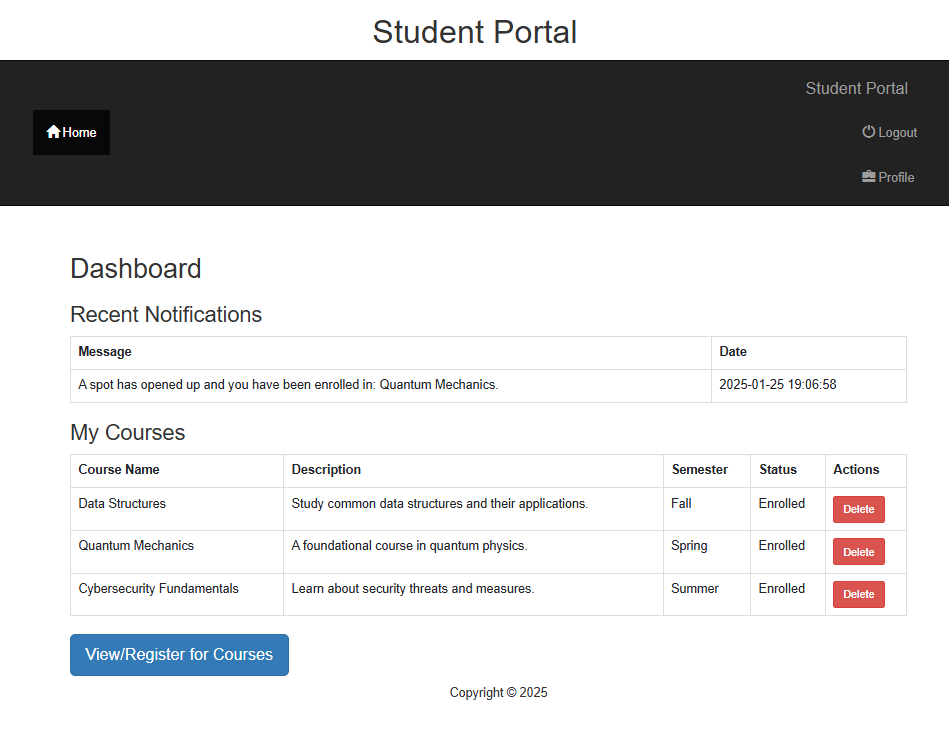 Student Portal
Student Portal
Home
Logout
Profile
Dashboard
Recent Notifications
Message Date
A spot has opened up and you have been enrolled in: Quantum Mechanics. 2025-01-25 19:06:58
My Courses
Course Name Description Semester Status Actions
Data Structures Study common data structures and their applications. Fall Enrolled Delete
Quantum Mechanics A foundational course in quantum physics. Spring Enrolled Delete
Cybersecurity Fundamentals Learn about security threats and measures. Summer Enrolled Delete
View/Register for Courses
Copyright © 2025